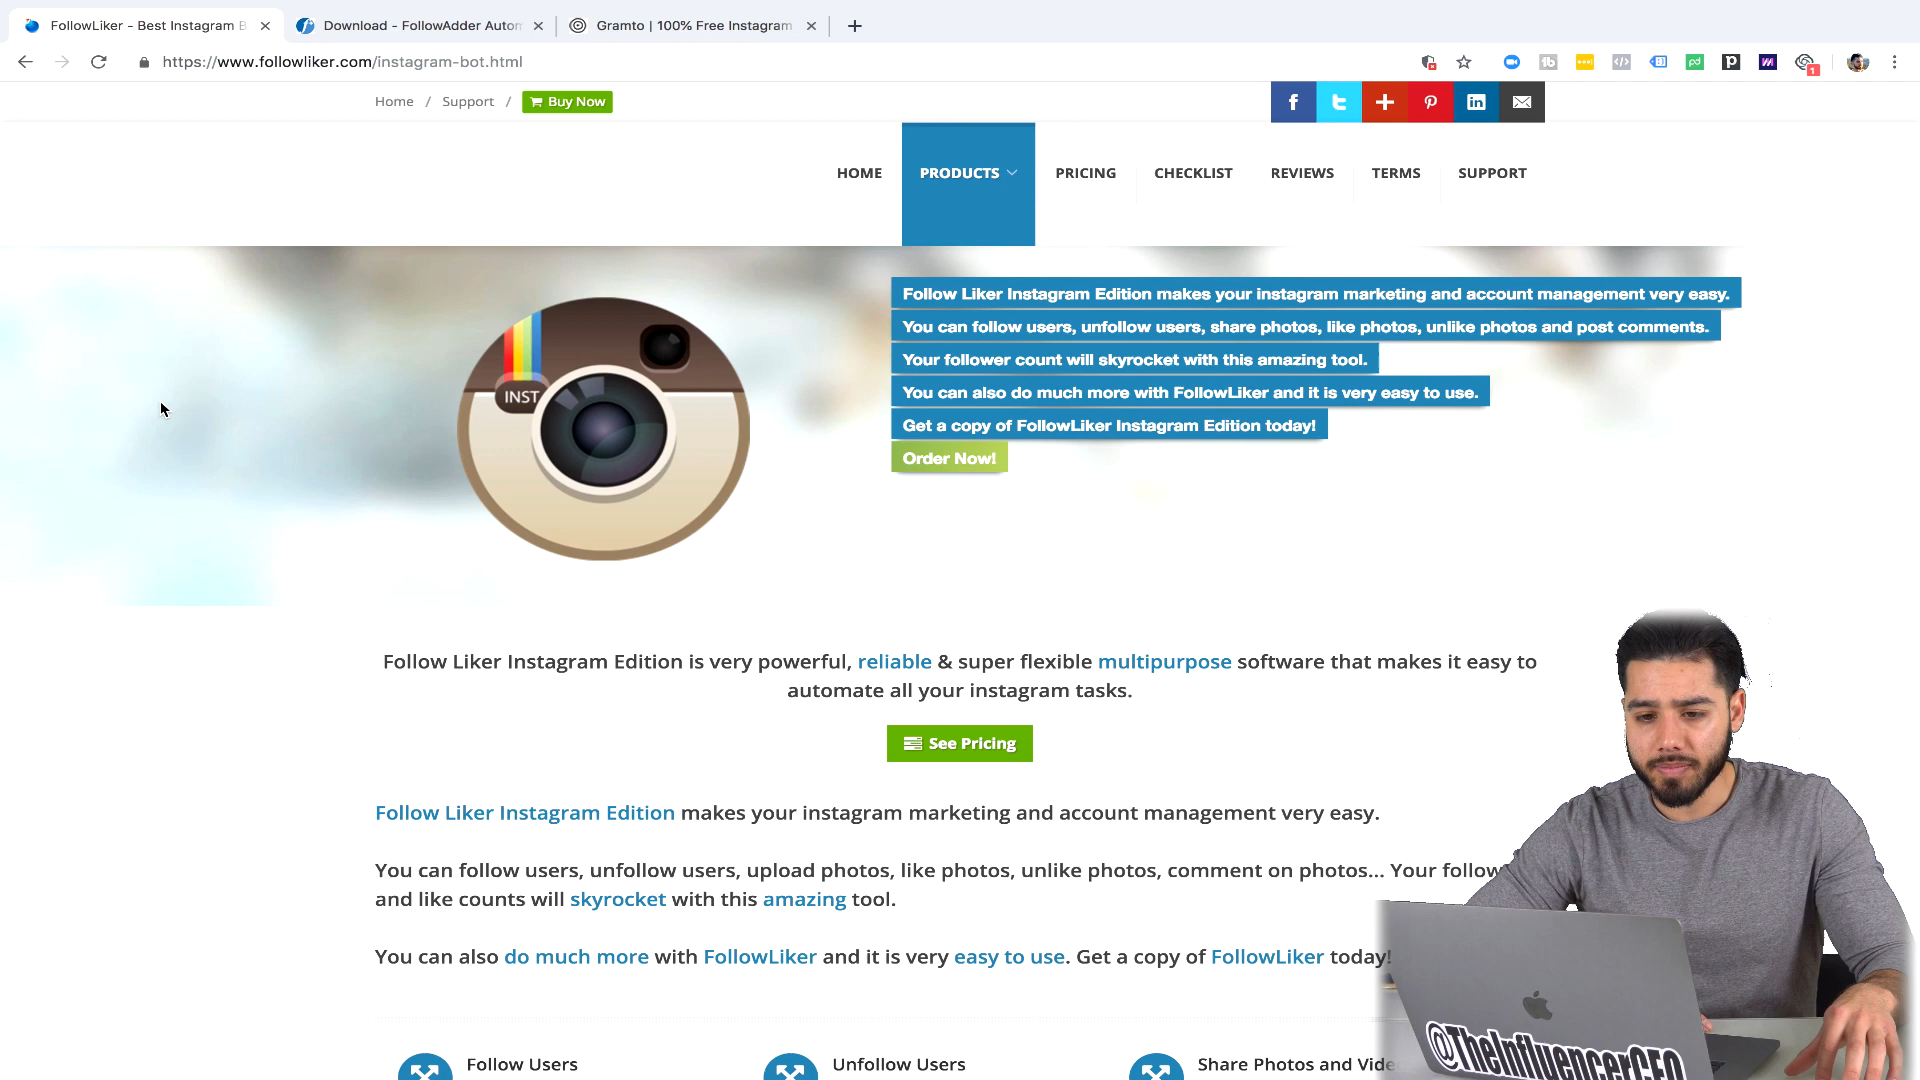 FollowLiker - Best Instagram B
Download - FollowAdder Autom
Gramto | 100% Free Instagram
https://www.followliker.com/instagram-bot.html
Home / Support / Buy Now
HOME PRODUCTS PRICING CHECKLIST REVIEWS TERMS SUPPORT
INST
Follow Liker Instagram Edition makes your instagram marketing and account management very easy.
You can follow users, unfollow users, share photos, like photos, unlike photos and post comments.
Your follower count will skyrocket with this amazing tool.
You can also do much more with FollowLiker and it is very easy to use.
Get a copy of FollowLiker Instagram Edition today!
Order Now!
Follow Liker Instagram Edition is very powerful, reliable & super flexible multipurpose software that makes it easy to
automate all your instagram tasks.
See Pricing
Follow Liker Instagram Edition makes your instagram marketing and account management very easy.
You can follow users, unfollow users, upload photos, like photos, unlike photos, comment on photos... Your follow
and like counts will skyrocket with this amazing tool.
You can also do much more with FollowLiker and it is very easy to use. Get a copy of FollowLiker today!
Follow Users
Unfollow Users
Share Photos and Vide
@TheInfluencerCEO